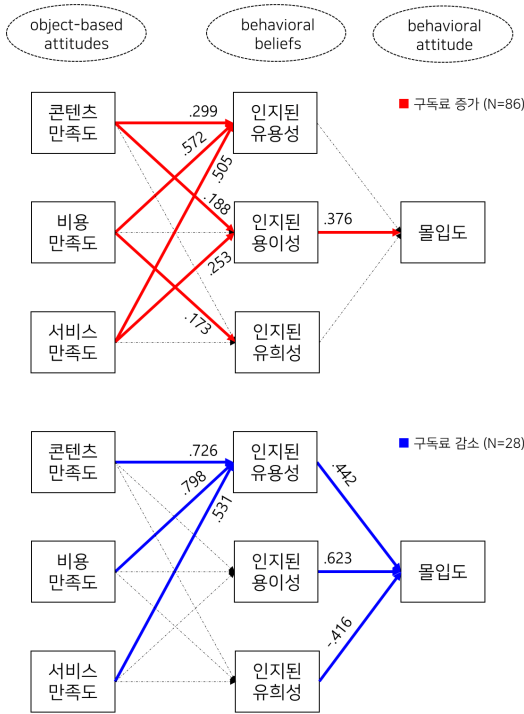 object-based
attitudes
behavioral
beliefs
behavioral
attitude
콘텐츠
만족도
.299
인지된
유용성
구독료 증가 (N=86)
.572
.505
.188
비용
만족도
인지된
용이성
.376
몰입도
.253
.173
서비스
만족도
인지된
유희성
콘텐츠
만족도
.726
인지된
유용성
구독료 감소 (N=28)
.798
.531
.442
비용
만족도
인지된
용이성
.623
몰입도
-.416
서비스
만족도
인지된
유희성